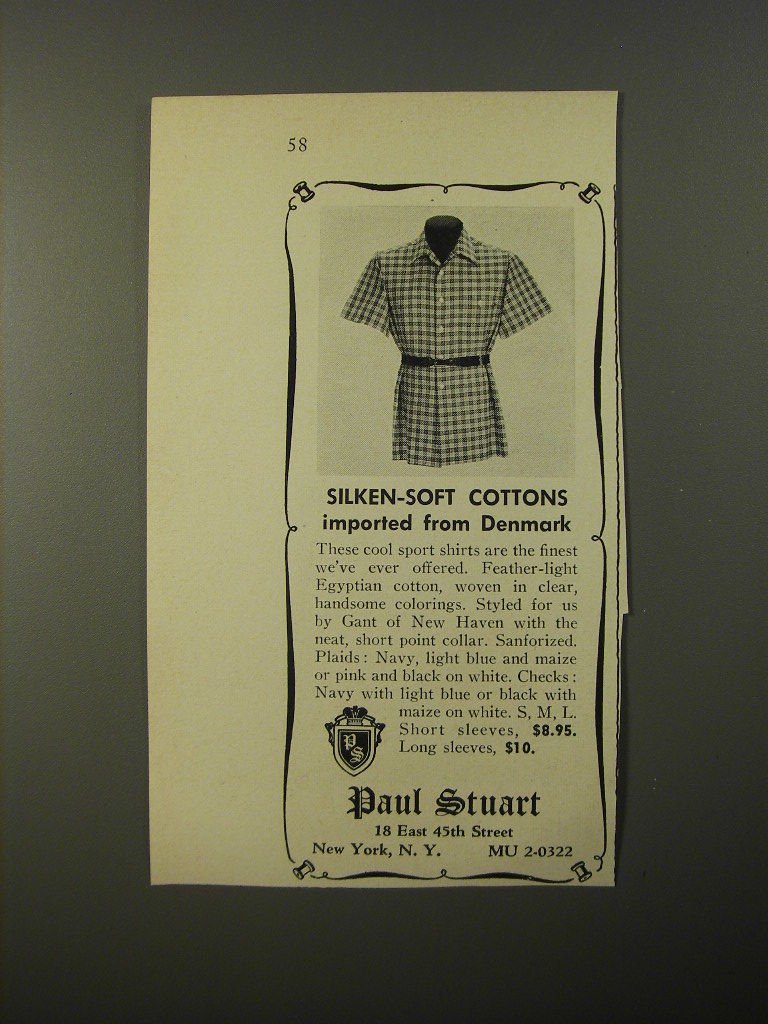 58
SILKEN-SOFT COTTONS
imported from Denmark
These cool sport shirts are the finest
we've ever offered. Feather-light
Egyptian cotton, woven in clear,
handsome colorings. Styled for us
by Gant of New Haven with the
neat, short point collar. Sanforized.
Plaids: Navy, light blue and maize
or pink and black on white. Checks:
Navy with light blue or black with
maize on white. S, M, L.
Short sleeves, $8.95.
Long sleeves, $10.
PS
Paul Stuart
18 East 45th Street
New York, N. Y. MU 2-0322